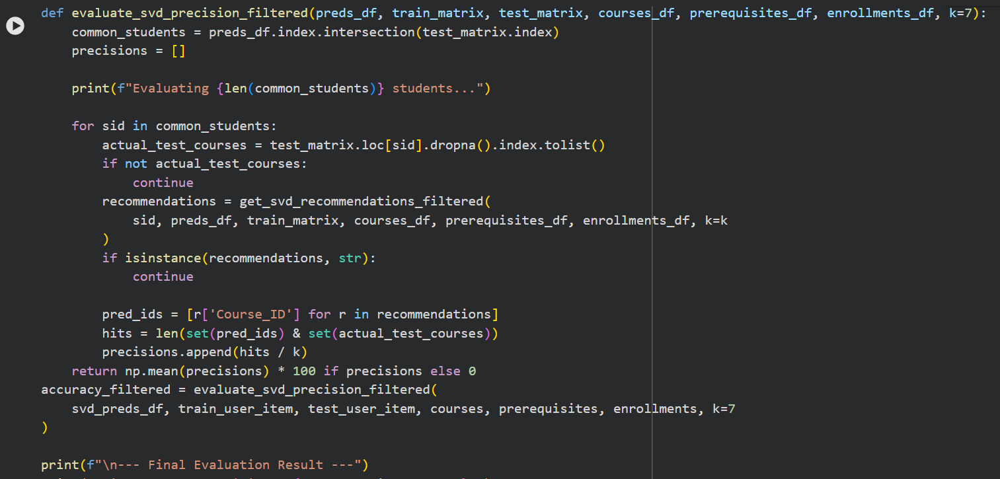 def evaluate_svd_precision_filtered(preds_df, train_matrix, test_matrix, courses_df, prerequisites_df, enrollments_df, k=7):
    common_students = preds_df.index.intersection(test_matrix.index)
    precisions = []

    print(f"Evaluating {len(common_students)} students...")

    for sid in common_students:
        actual_test_courses = test_matrix.loc[sid].dropna().index.tolist()
        if not actual_test_courses:
            continue
        recommendations = get_svd_recommendations_filtered(
            sid, preds_df, train_matrix, courses_df, prerequisites_df, enrollments_df, k=k
        )
        if isinstance(recommendations, str):
            continue

        pred_ids = [r['Course_ID'] for r in recommendations]
        hits = len(set(pred_ids) & set(actual_test_courses))
        precisions.append(hits / k)
    return np.mean(precisions) * 100 if precisions else 0
accuracy_filtered = evaluate_svd_precision_filtered(
    svd_preds_df, train_user_item, test_user_item, courses, prerequisites, enrollments, k=7
)

print(f"\n--- Final Evaluation Result ---")